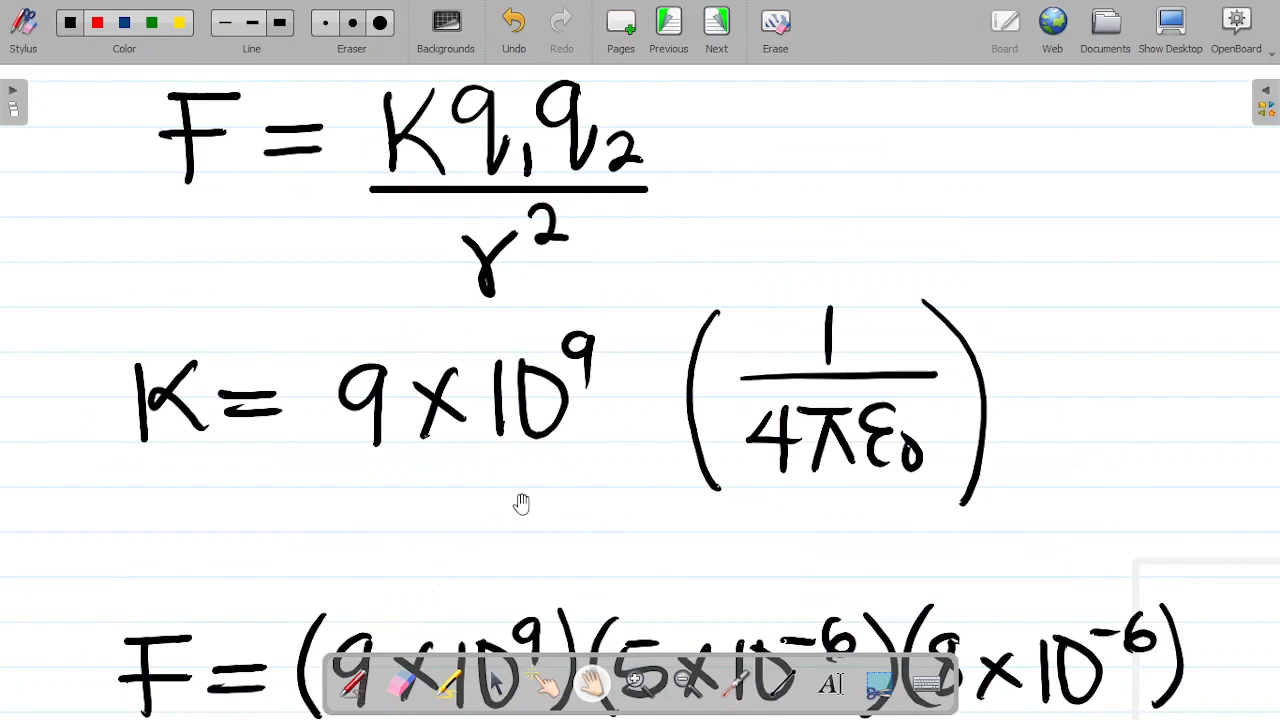 Stylus Color Line Eraser Backgrounds Undo Redo Pages Previous Next Erase Board Web Documents Show Desktop OpenBoard
F = Kq₁q₂
r²
K = 9 × 10⁹ ( 1
4πε₀ )
F = (9 × 10⁹)(5 × 10⁻⁶)( × 10⁻⁶)